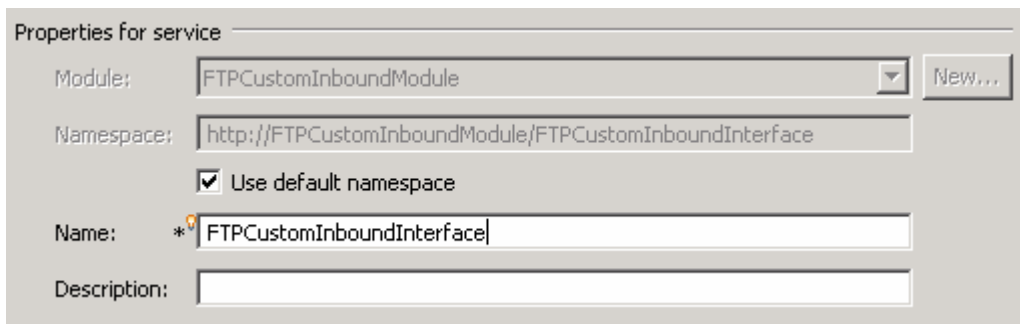 Properties for service
Module: FTPCustomInboundModule New...
Namespace: http://FTPCustomInboundModule/FTPCustomInboundInterface
Use default namespace
Name: * FTPCustomInboundInterface
Description: